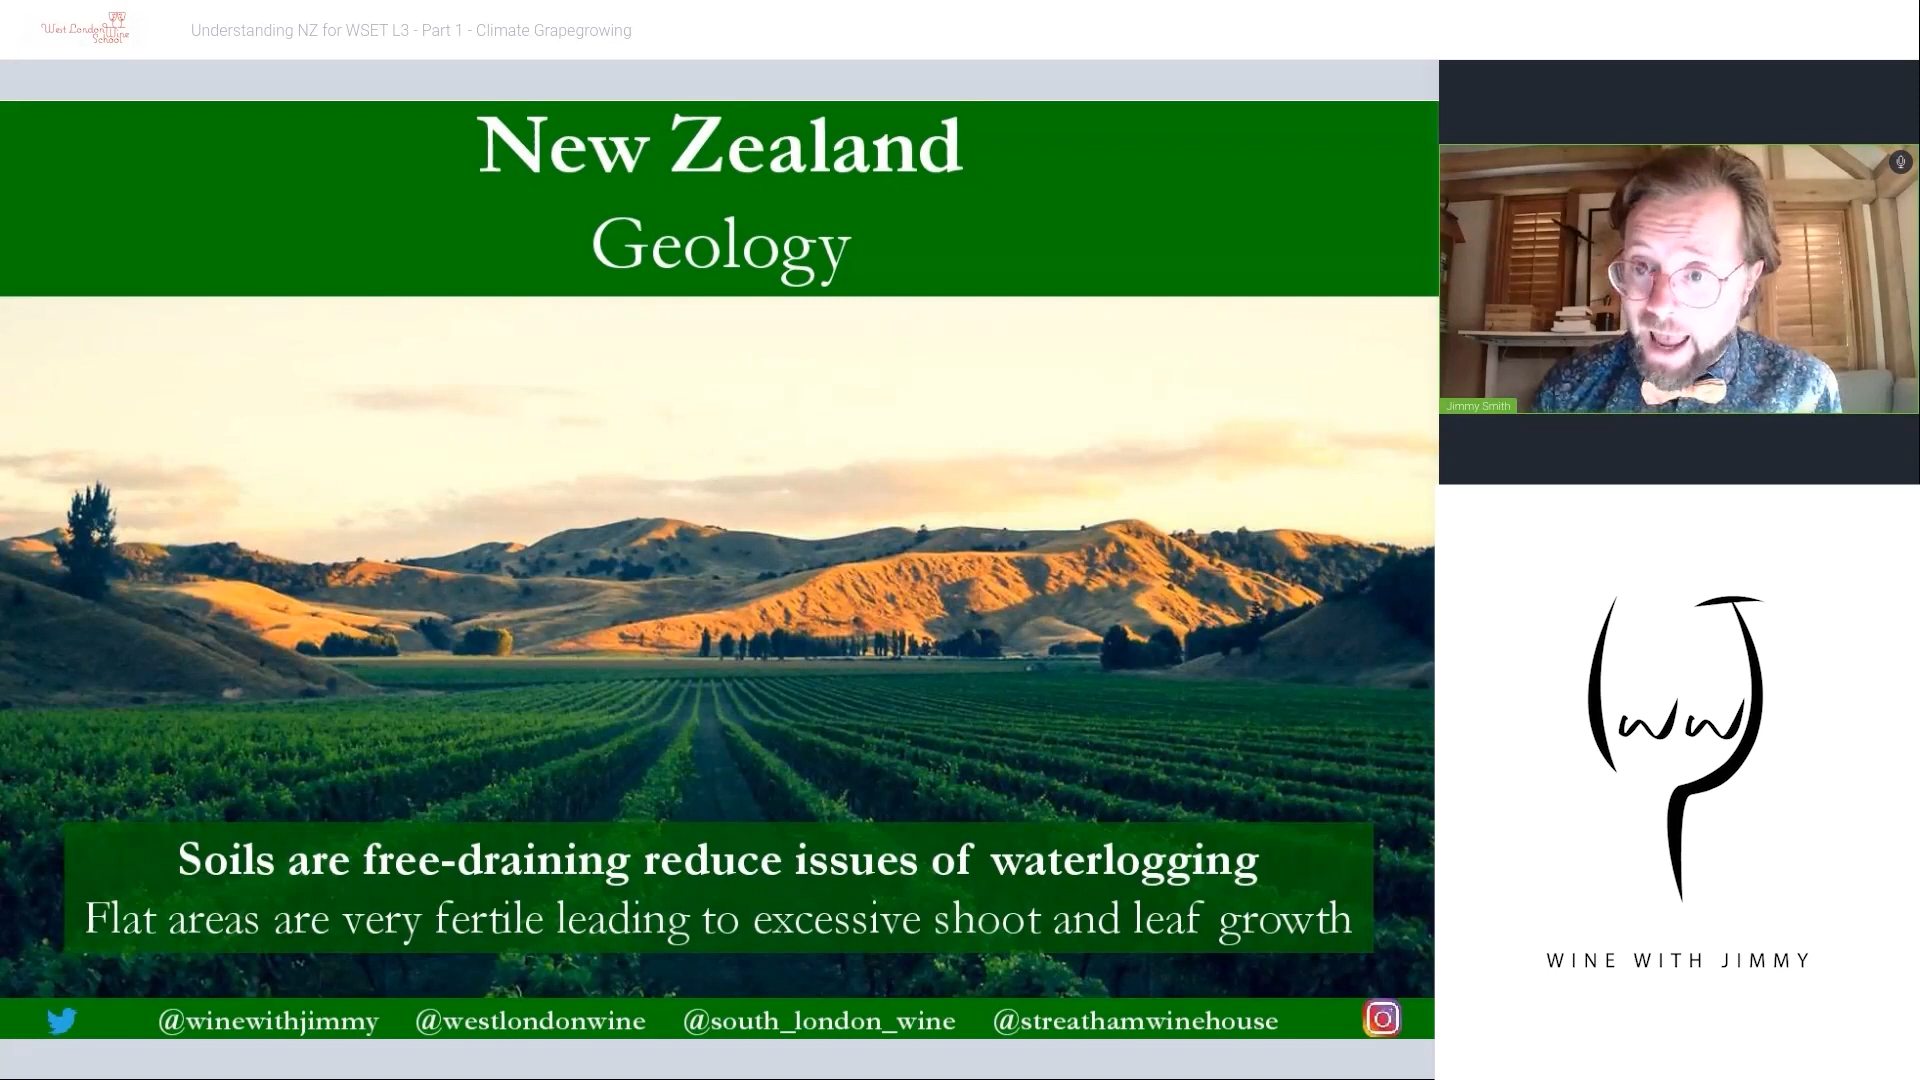 West London Wine School
Understanding NZ for WSET L3 - Part 1 - Climate Grapegrowing
New Zealand
Geology
Soils are free-draining reduce issues of waterlogging
Flat areas are very fertile leading to excessive shoot and leaf growth
@winewithjimmy @westlondonwine @south_london_wine @streathamwinehouse
Jimmy Smith
ww
WINE WITH JIMMY